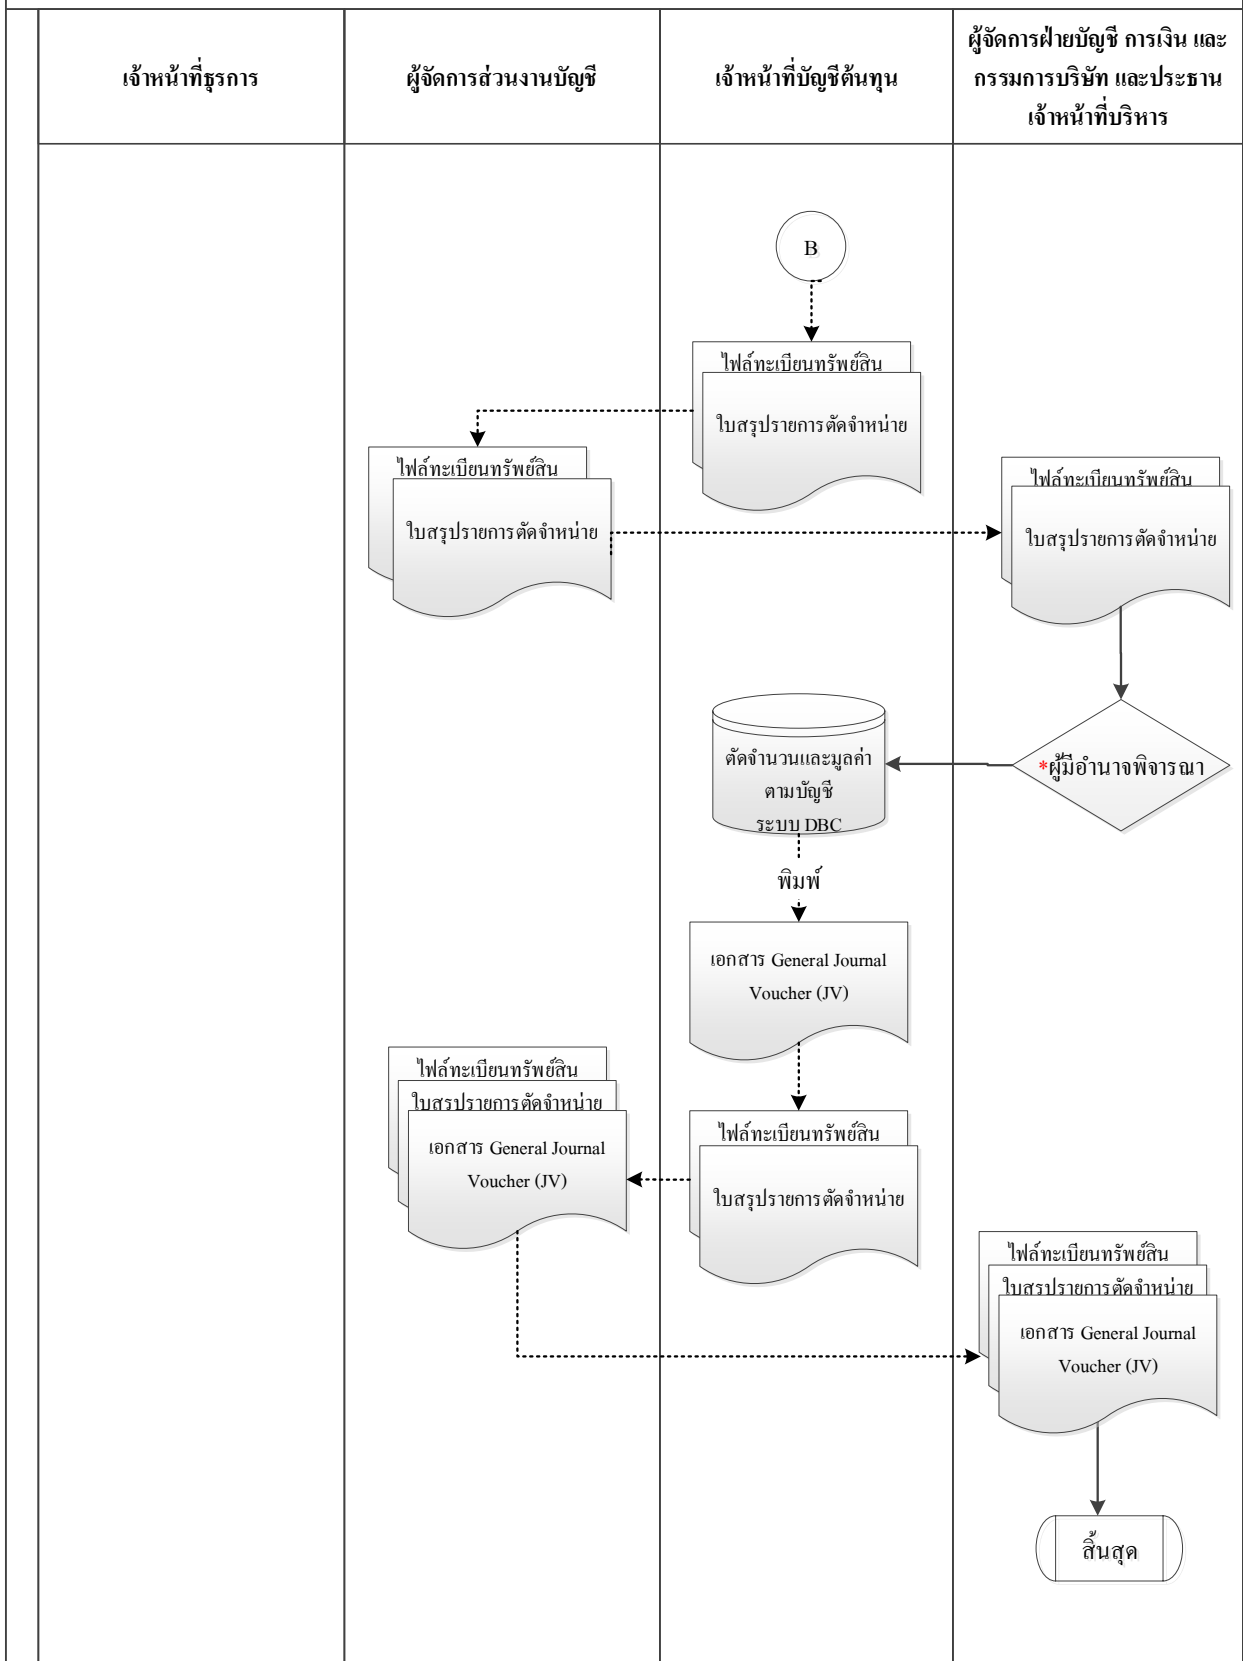 เจ้าหน้าที่ธุรการ
ผู้จัดการส่วนงานบัญชี
เจ้าหน้าที่บัญชีต้นทุน
ผู้จัดการฝ่ายบัญชี การเงิน และ
กรรมการบริษัท และประธาน
เจ้าหน้าที่บริหาร
B
ไฟล์ทะเบียนทรัพย์สิน
ใบสรุปรายการตัดจำหน่าย
ไฟล์ทะเบียนทรัพย์สิน
ใบสรุปรายการตัดจำหน่าย
ไฟล์ทะเบียนทรัพย์สิน
ใบสรุปรายการตัดจำหน่าย
*ผู้มีอำนาจพิจารณา
ตัดจำนวนและมูลค่า
ตามบัญชี
ระบบ DBC
พิมพ์
เอกสาร General Journal
Voucher (JV)
ไฟล์ทะเบียนทรัพย์สิน
ใบสรุปรายการตัดจำหน่าย
ไฟล์ทะเบียนทรัพย์สิน
ใบสรุปรายการตัดจำหน่าย
เอกสาร General Journal
Voucher (JV)
ไฟล์ทะเบียนทรัพย์สิน
ใบสรุปรายการตัดจำหน่าย
เอกสาร General Journal
Voucher (JV)
สิ้นสุด